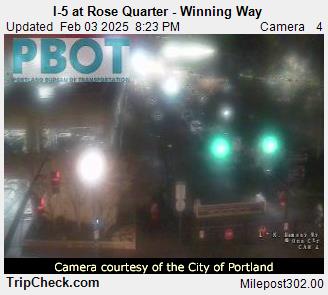 I-5 at Rose Quarter - Winning Way
Updated Feb 03 2025 8:23 PM Camera 4
PBOT
PORTLAND BUREAU OF TRANSPORTATION
Camera courtesy of the City of Portland
TripCheck.com Milepost302.00